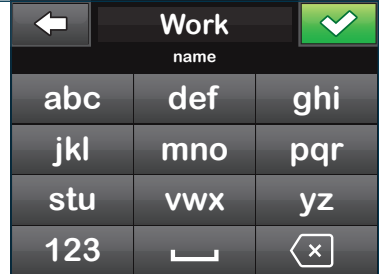 Work
name
abc def ghi
jkl mno pqr
stu vwx yz
123